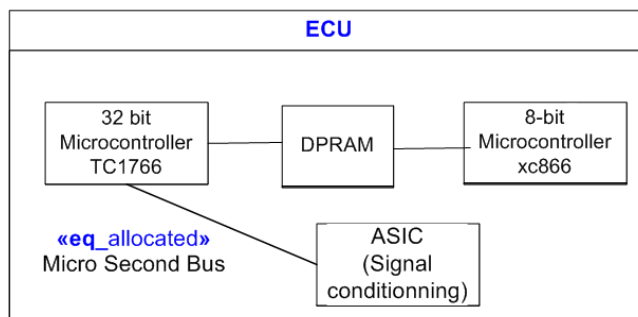 ECU
32 bit
Microcontroller
TC1766
DPRAM
8-bit
Microcontroller
xc866
«eq_allocated»
Micro Second Bus
ASIC
(Signal
conditionning)